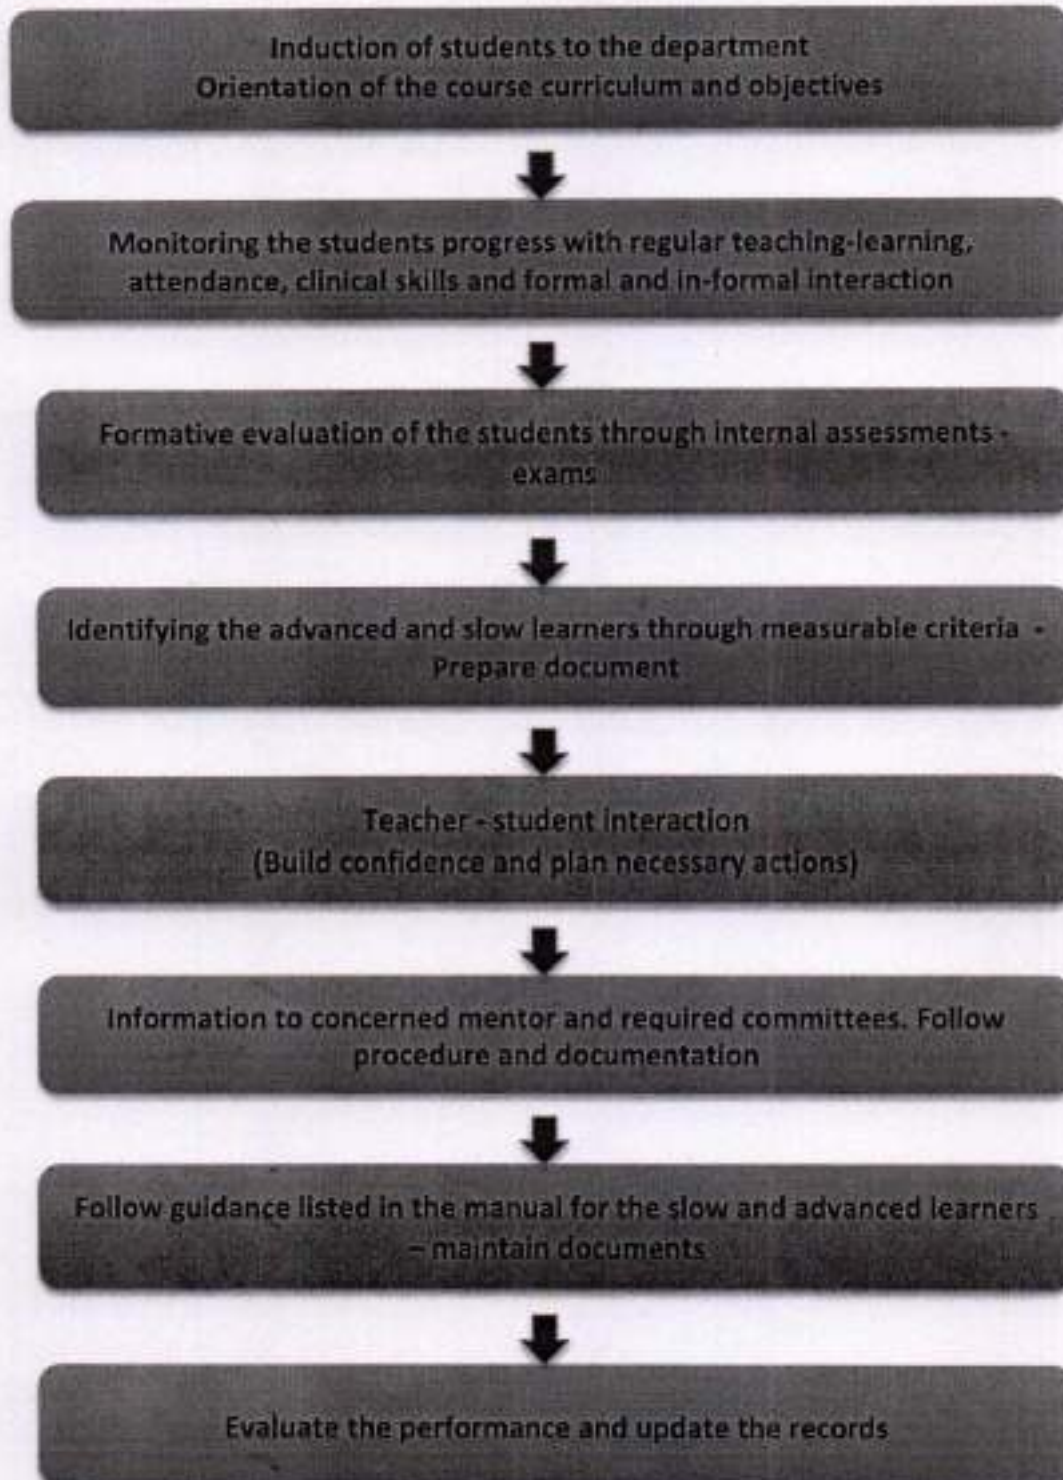 Induction of students to the department
Orientation of the course curriculum and objectives
Monitoring the students progress with regular teaching-learning,
attendance, clinical skills and formal and in-formal interaction
Formative evaluation of the students through internal assessments -
exams
Identifying the advanced and slow learners through measurable criteria -
Prepare document
Teacher - student interaction
(Build confidence and plan necessary actions)
Information to concerned mentor and required committees. Follow
procedure and documentation
Follow guidance listed in the manual for the slow and advanced learners
– maintain documents
Evaluate the performance and update the records